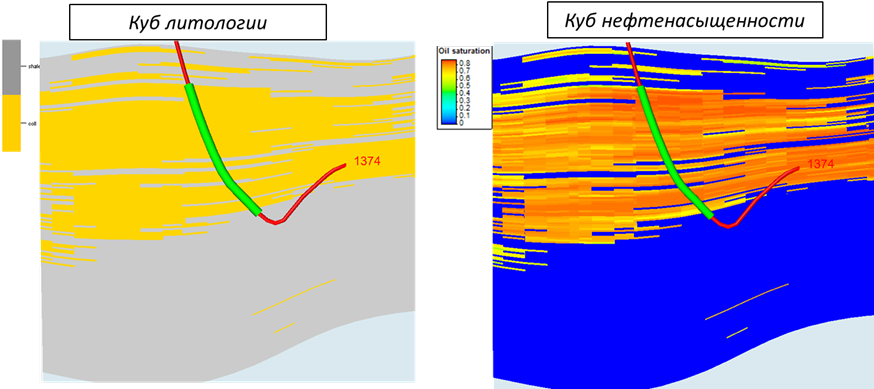 Куб литологии
Куб нефтенасыщенности
shale
coll
1374
Oil saturation
0.8
0.7
0.6
0.5
0.4
0.3
0.2
0.1
0
1374